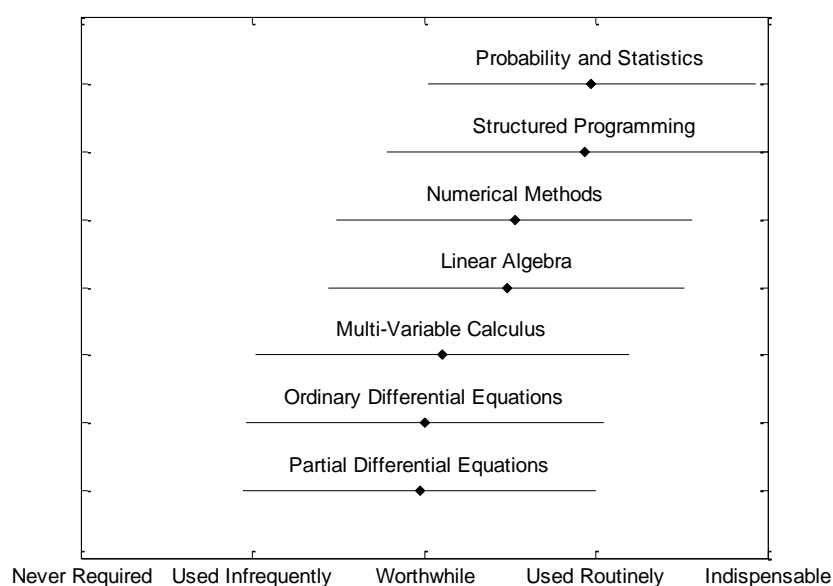 Probability and Statistics
Structured Programming
Numerical Methods
Linear Algebra
Multi-Variable Calculus
Ordinary Differential Equations
Partial Differential Equations
Never Required Used Infrequently Worthwhile Used Routinely Indispensable